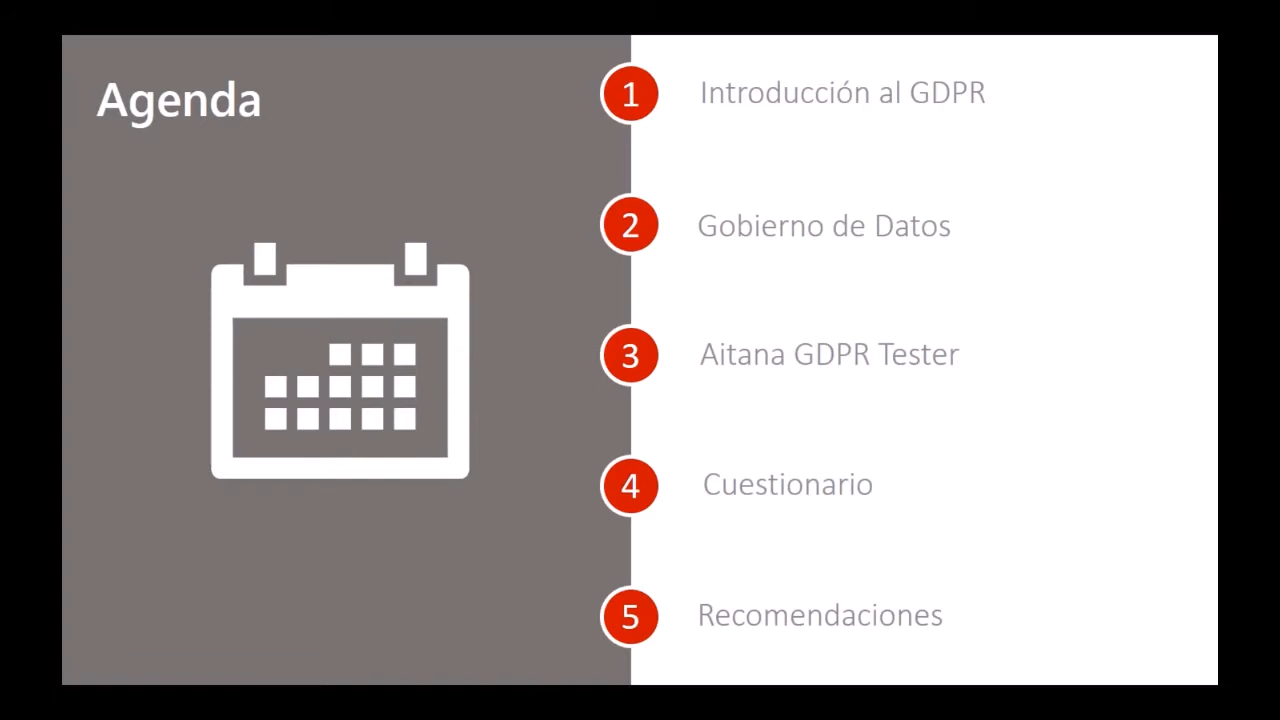 Agenda
1 Introducción al GDPR
2 Gobierno de Datos
3 Aitana GDPR Tester
4 Cuestionario
5 Recomendaciones